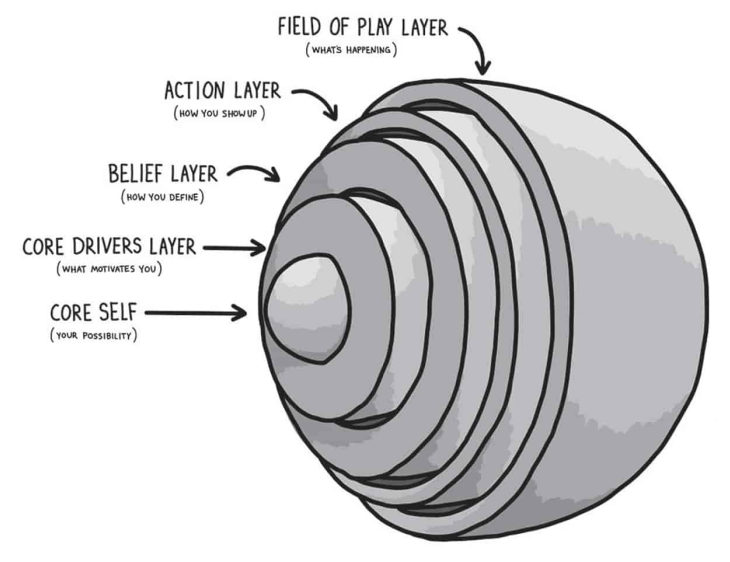 FIELD OF PLAY LAYER
(WHAT'S HAPPENING)
ACTION LAYER
(HOW YOU SHOW UP)
BELIEF LAYER
(HOW YOU DEFINE)
CORE DRIVERS LAYER
(WHAT MOTIVATES YOU)
CORE SELF
(YOUR POSSIBILITY)